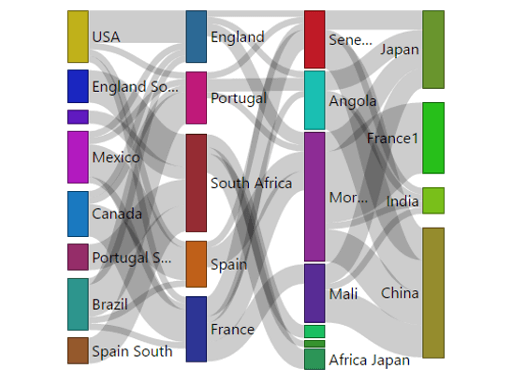 USA
England So...
Mexico
Canada
Portugal S...
Brazil
Spain South
England
Portugal
South Africa
Spain
France
Sene...
Angola
Mor...
Mali
Africa Japan
Japan
France1
India
China